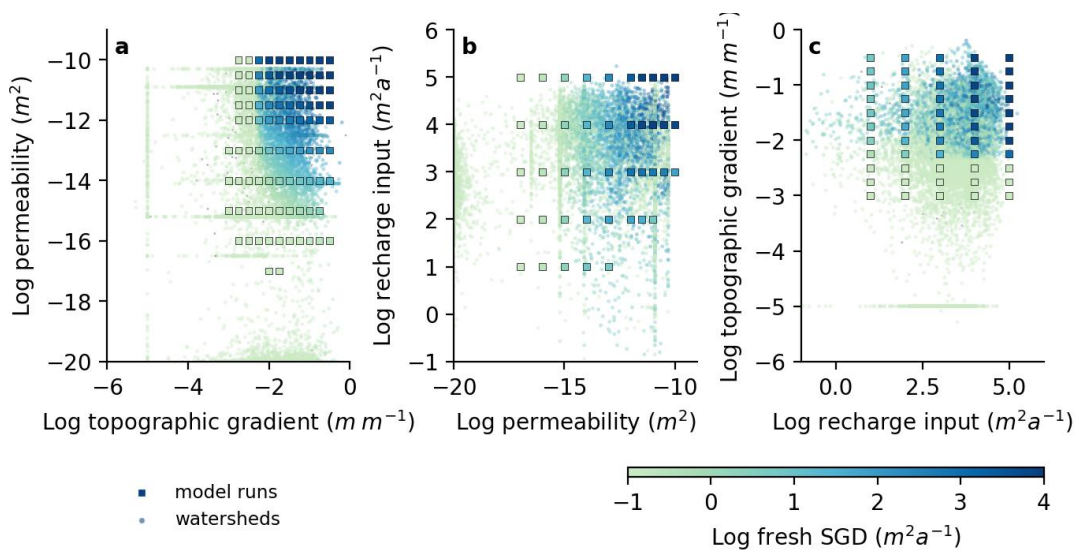 a
Log permeability (m²)
−10
−12
−14
−16
−18
−20
−6 −4 −2 0
Log topographic gradient (m m⁻¹)
b
Log recharge input (m²a⁻¹)
6
5
4
3
2
1
0
−1
−20 −15 −10
Log permeability (m²)
c
Log topographic gradient (m m⁻¹)
0
−1
−2
−3
−4
−5
−6
0.0 2.5 5.0
Log recharge input (m²a⁻¹)
model runs
watersheds
−1 0 1 2 3 4
Log fresh SGD (m²a⁻¹)